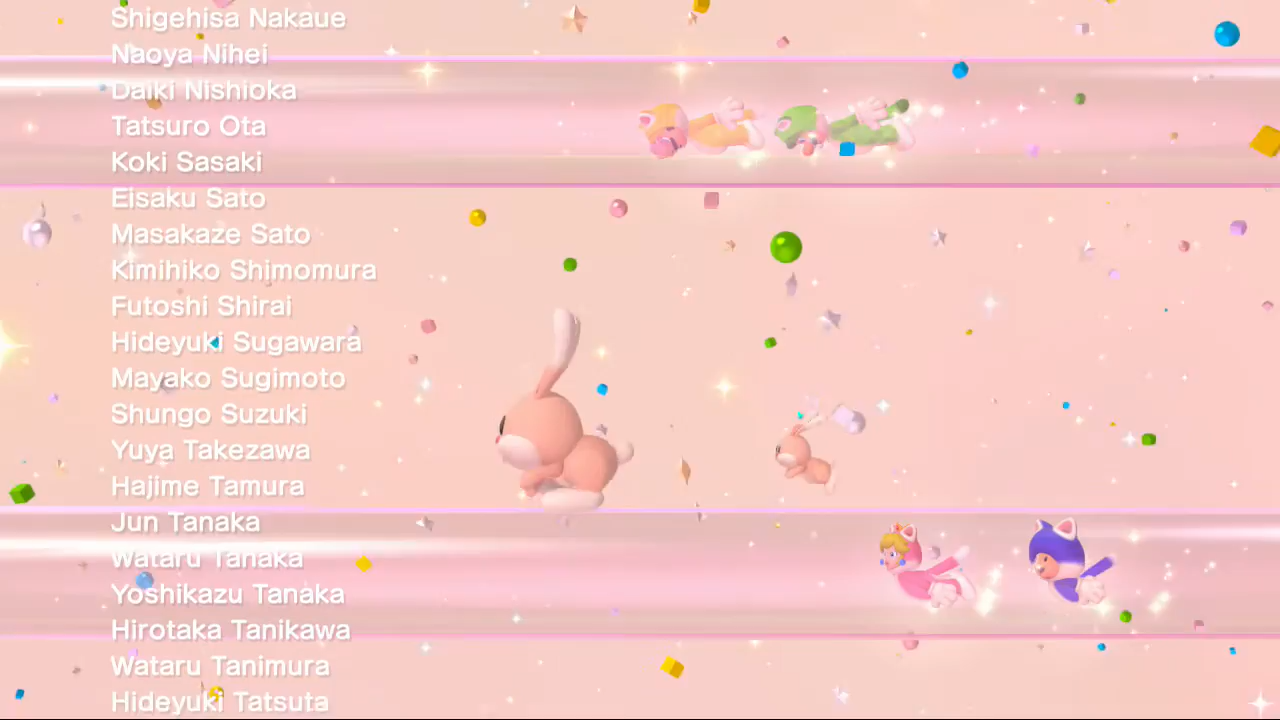 Shigehisa Nakaue
Naoya Nihei
Daiki Nishioka
Tatsuro Ota
Koki Sasaki
Eisaku Sato
Masakaze Sato
Kimihiko Shimomura
Futoshi Shirai
Hideyuki Sugawara
Mayako Sugimoto
Shungo Suzuki
Yuya Takezawa
Hajime Tamura
Jun Tanaka
Wataru Tanaka
Yoshikazu Tanaka
Hirotaka Tanikawa
Wataru Tanimura
Hideyuki Tatsuta